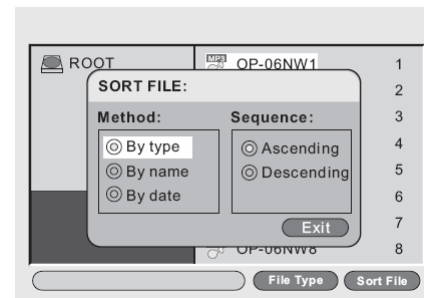 ROOT
MP3 OP-06NW1 1
2
3
4
5
6
7
OP-06NW8 8
SORT FILE:
Method: Sequence:
By type
By name
By date
Ascending
Descending
Exit
File Type Sort File